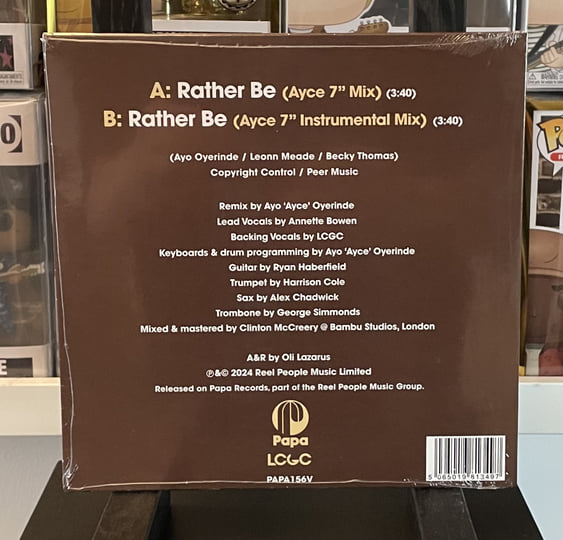 A: Rather Be (Ayce 7” Mix) (3:40)
B: Rather Be (Ayce 7” Instrumental Mix) (3:40)
(Ayo Oyerinde / Leonn Meade / Becky Thomas)
Copyright Control / Peer Music
Remix by Ayo ‘Ayce’ Oyerinde
Lead Vocals by Annette Bowen
Backing Vocals by LCGC
Keyboards & drum programming by Ayo ‘Ayce’ Oyerinde
Guitar by Ryan Haberfield
Trumpet by Harrison Cole
Sax by Alex Chadwick
Trombone by George Simmonds
Mixed & mastered by Clinton McCreery @ Bambu Studios, London
A&R by Oli Lazarus
℗&© 2024 Reel People Music Limited
Released on Papa Records, part of the Reel People Music Group.
Papa
LCGC
PAPA156V
5 065019 813497